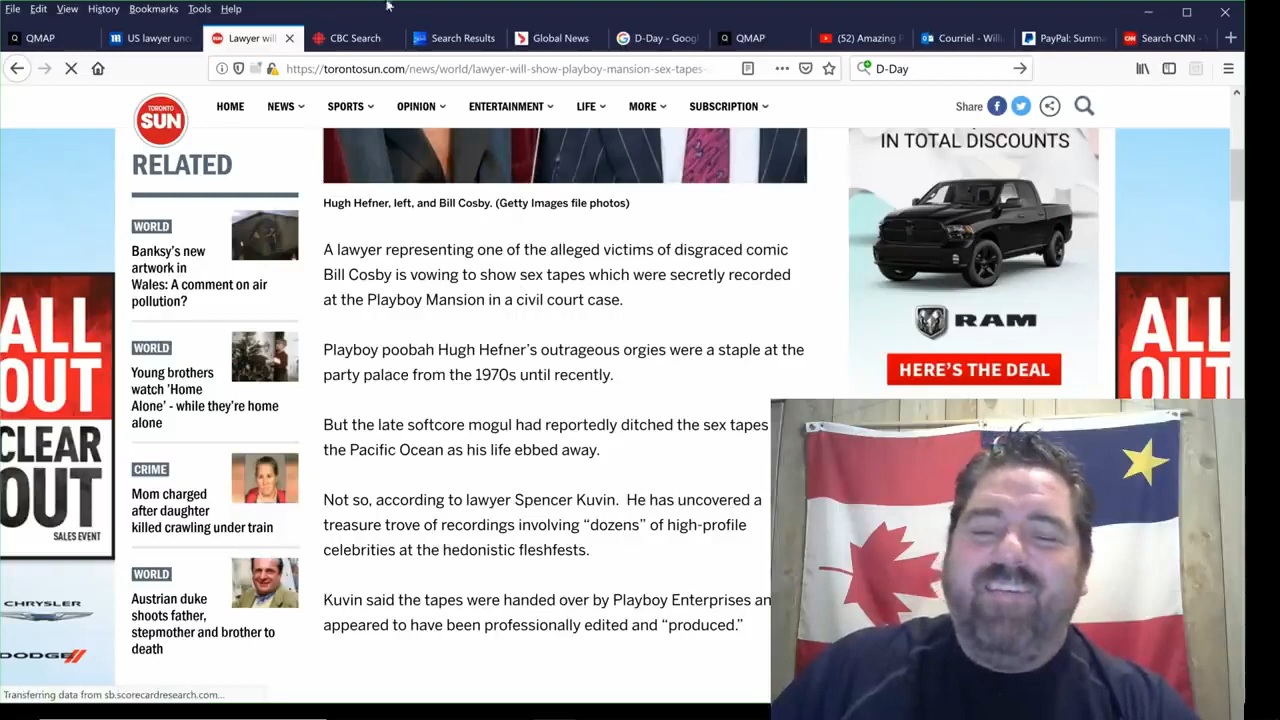 File Edit View History Bookmarks Tools Help
QMAP
US lawyer unc
Lawyer will
CBC Search
Search Results
Global News
D-Day - Goog
QMAP
(52) Amazing
Courriel - Will
PayPal: Summa
Search CNN -
https://torontosun.com/news/world/lawyer-will-show-playboy-mansion-sex-tapes-
D-Day
TORONTO
SUN
HOME NEWS SPORTS OPINION ENTERTAINMENT LIFE MORE SUBSCRIPTION
Share
RELATED
WORLD
Banksy's new
artwork in
Wales: A comment on air
pollution?
WORLD
Young brothers
watch 'Home
Alone' - while they're home
alone
CRIME
Mom charged
after daughter
killed crawling under train
WORLD
Austrian duke
shoots father,
stepmother and brother to
death
Hugh Hefner, left, and Bill Cosby. (Getty Images file photos)
A lawyer representing one of the alleged victims of disgraced comic
Bill Cosby is vowing to show sex tapes which were secretly recorded
at the Playboy Mansion in a civil court case.
Playboy poobah Hugh Hefner's outrageous orgies were a staple at the
party palace from the 1970s until recently.
But the late softcore mogul had reportedly ditched the sex tapes
the Pacific Ocean as his life ebbed away.
Not so, according to lawyer Spencer Kuvin. He has uncovered a
treasure trove of recordings involving “dozens” of high-profile
celebrities at the hedonistic fleshfests.
Kuvin said the tapes were handed over by Playboy Enterprises an
appeared to have been professionally edited and “produced.”
IN TOTAL DISCOUNTS
RAM
HERE'S THE DEAL
ALL
OUT
CLEAR
OUT
SALES EVENT
CHRYSLER
DODGE
ALL
OUT
Transferring data from sb.scorecardresearch.com...